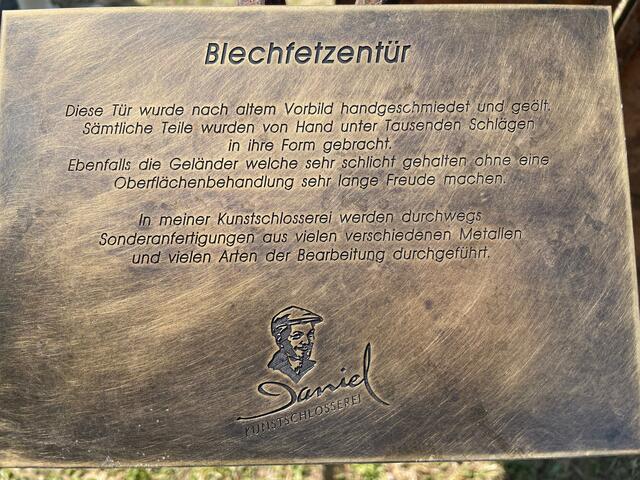 Blechfetzentür
Diese Tür wurde nach altem Vorbild handgeschmiedet und geölt.
Sämtliche Teile wurden von Hand unter Tausenden Schlägen
in ihre Form gebracht.
Ebenfalls die Geländer welche sehr schlicht gehalten ohne eine
Oberflächenbehandlung sehr lange Freude machen.
In meiner Kunstschlosserei werden durchwegs
Sonderanfertigungen aus vielen verschiedenen Metallen
und vielen Arten der Bearbeitung durchgeführt.
Daniel
KUNSTSCHLOSSEREI